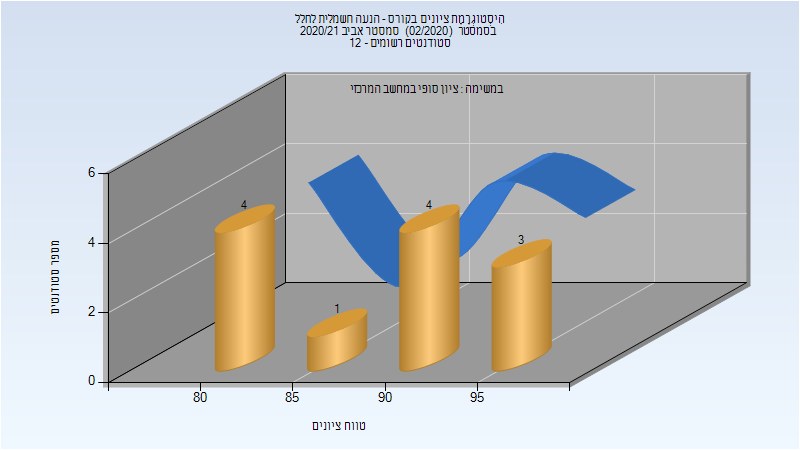 היסטוגרמת ציונים בקורס - הנעה חשמלית לחלל
בסמסטר (02/2020) סמסטר אביב 2020/21
סטודנטים רשומים - 12
במשימה : ציון סופי במחשב המרכזי
4
4
3
1
6
4
2
0
מספר סטודנטים
80
85
90
95
טווח ציונים